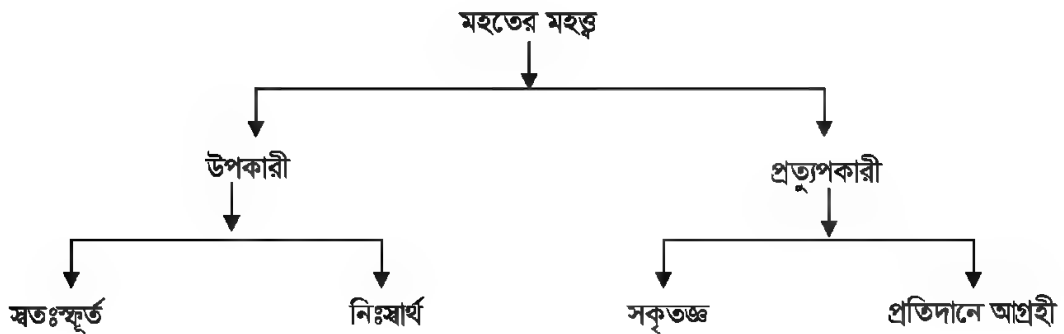 মহতের মহত্ত্ব
উপকারী প্রত্যুপকারী
স্বতঃস্ফূর্ত নিঃস্বার্থ সকৃতজ্ঞ প্রতিদানে আগ্রহী